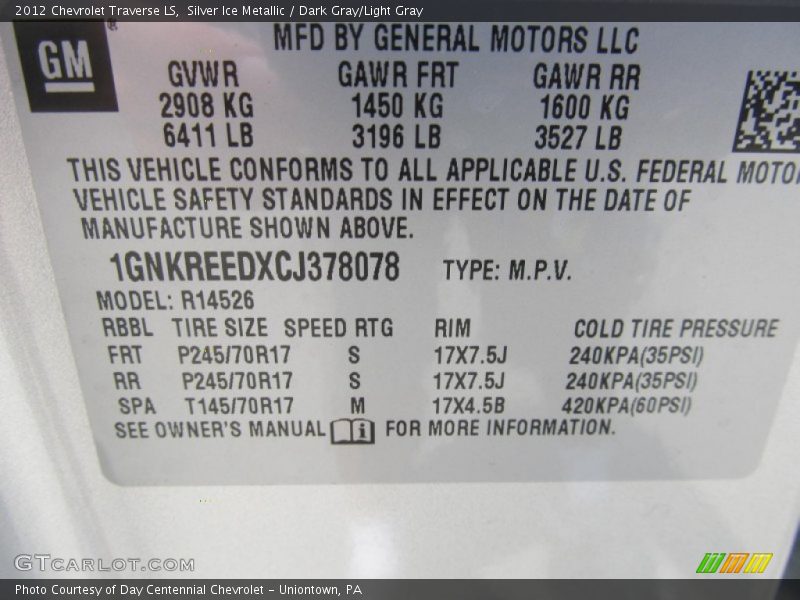 2012 Chevrolet Traverse LS, Silver Ice Metallic / Dark Gray/Light Gray
GM
MFD BY GENERAL MOTORS LLC
GVWR GAWR FRT GAWR RR
2908 KG 1450 KG 1600 KG
6411 LB 3196 LB 3527 LB
THIS VEHICLE CONFORMS TO ALL APPLICABLE U.S. FEDERAL MOTO
VEHICLE SAFETY STANDARDS IN EFFECT ON THE DATE OF
MANUFACTURE SHOWN ABOVE.
1GNKREEDXCJ378078 TYPE: M.P.V.
MODEL: R14526
RBBL TIRE SIZE SPEED RTG RIM COLD TIRE PRESSURE
FRT P245/70R17 S 17X7.5J 240KPA(35PSI)
RR P245/70R17 S 17X7.5J 240KPA(35PSI)
SPA T145/70R17 M 17X4.5B 420KPA(60PSI)
SEE OWNER'S MANUAL i FOR MORE INFORMATION.
GTCARLOT.COM
Photo Courtesy of Day Centennial Chevrolet - Uniontown, PA